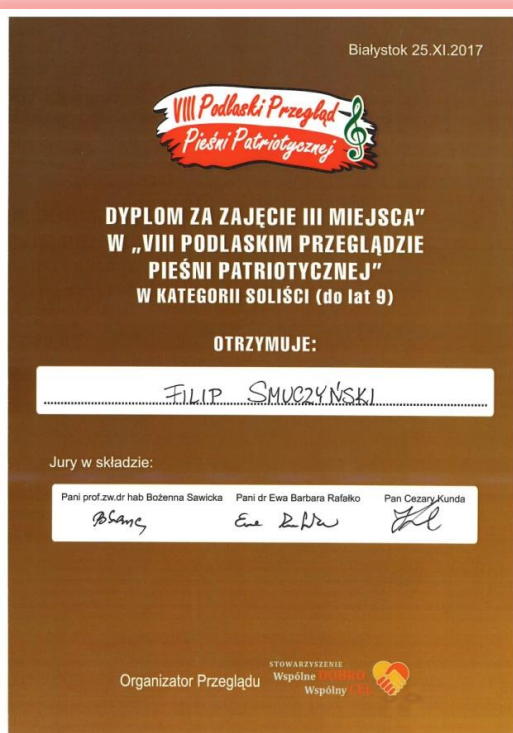 Białystok 25.XI.2017
VIII Podlaski Przegląd
Pieśni Patriotycznej
DYPLOM ZA ZAJĘCIE III MIEJSCA”
W „VIII PODLASKIM PRZEGLĄDZIE
PIEŚNI PATRIOTYCZNEJ”
W KATEGORII SOLIŚCI (do lat 9)
OTRZYMUJE:
FILIP SMUCZYŃSKI
Jury w składzie:
Pani prof.zw.dr hab Bożenna Sawicka Pani dr Ewa Barbara Rafałko Pan Cezary Kunda
Organizator Przeglądu
STOWARZYSZENIE
Wspólne DOBRO
Wspólny CEL